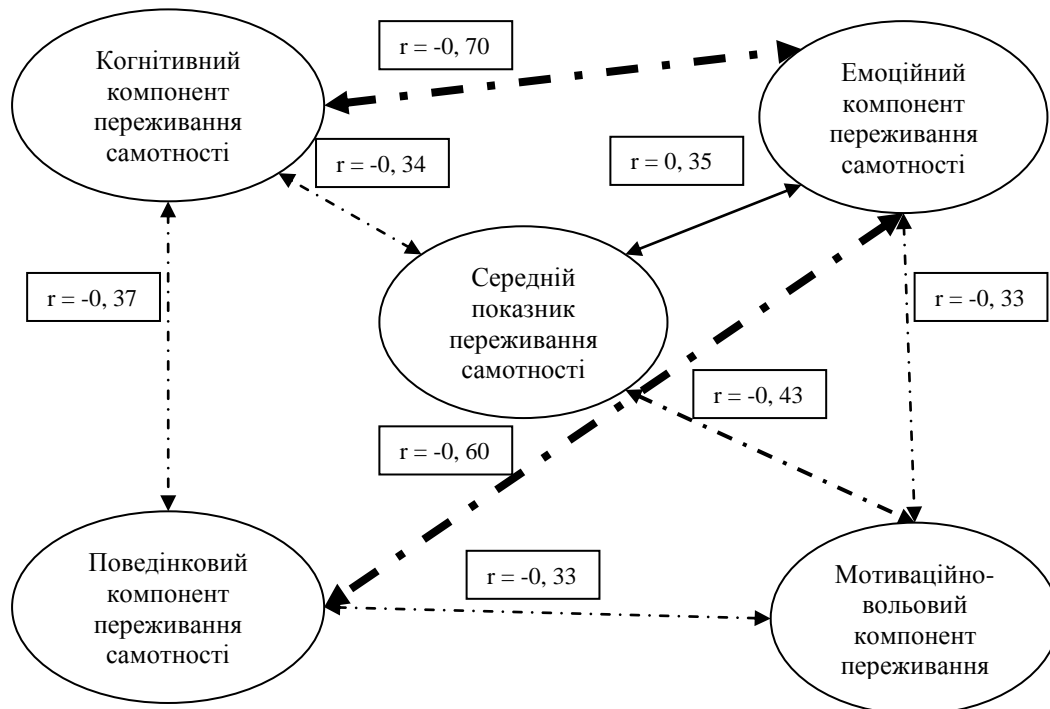 r = -0, 70
Когнітивний
компонент
переживання
самотності
Емоційний
компонент
переживання
самотності
r = -0, 34
r = 0, 35
r = -0, 37
Середній
показник
переживання
самотності
r = -0, 33
r = -0, 43
r = -0, 60
Поведінковий
компонент
переживання
самотності
r = -0, 33
Мотиваційно-
вольовий
компонент
переживання